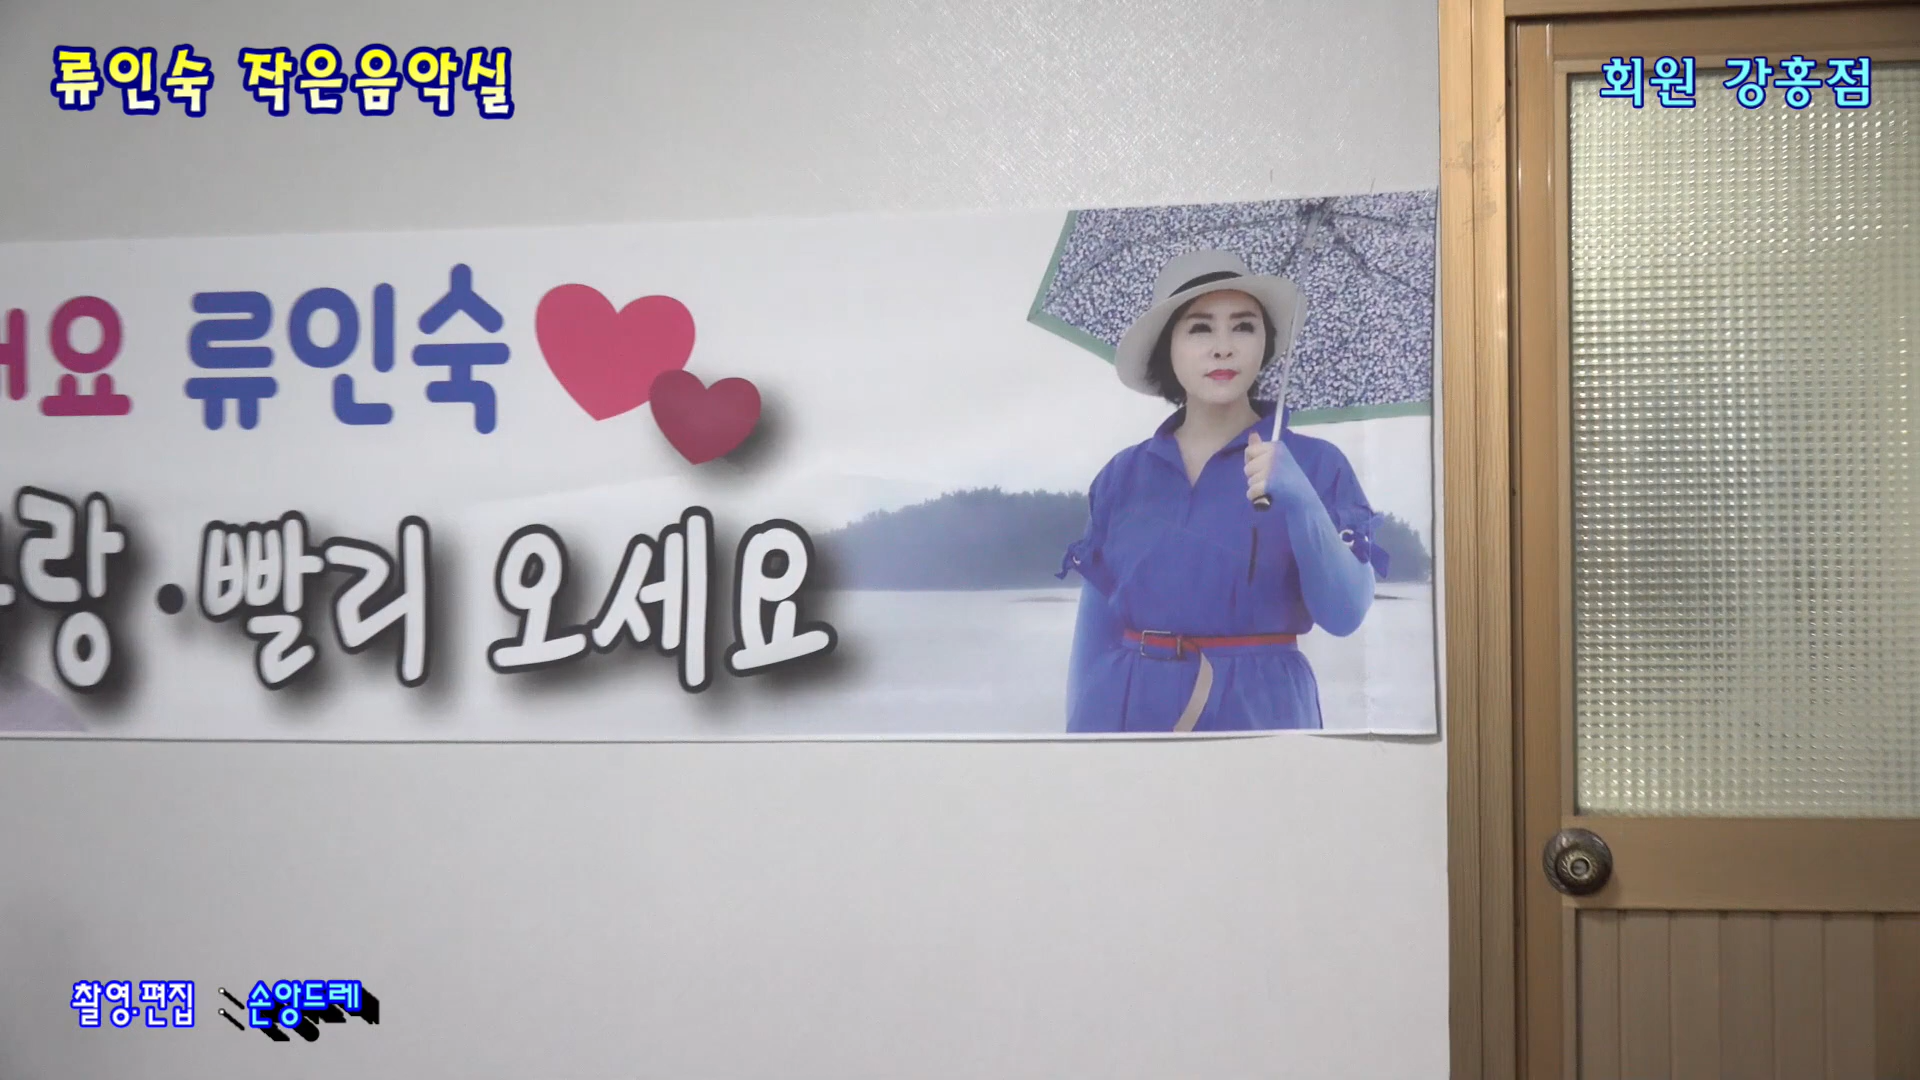 류인숙 작은음악실
회원 강홍점
요 류인숙
랑·빨리 오세요
촬영.편집 : 손앙드레